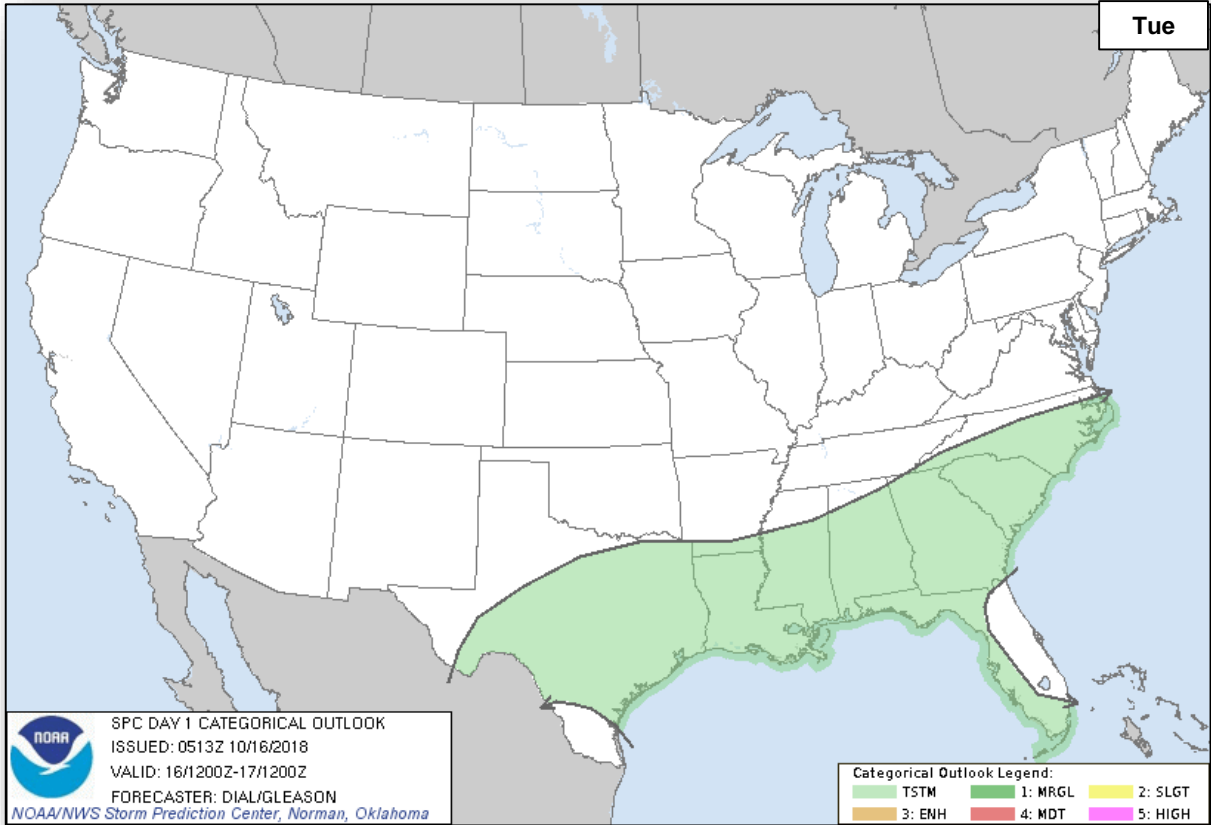 Tue
NOAA
SPC DAY 1 CATEGORICAL OUTLOOK
ISSUED: 0513Z 10/16/2018
VALID: 16/1200Z-17/1200Z
FORECASTER: DIAL/GLEASON
NOAA/NWS Storm Prediction Center, Norman, Oklahoma
Categorical Outlook Legend:
TSTM 1: MRGL 2: SLGT
3: ENH 4: MDT 5: HIGH